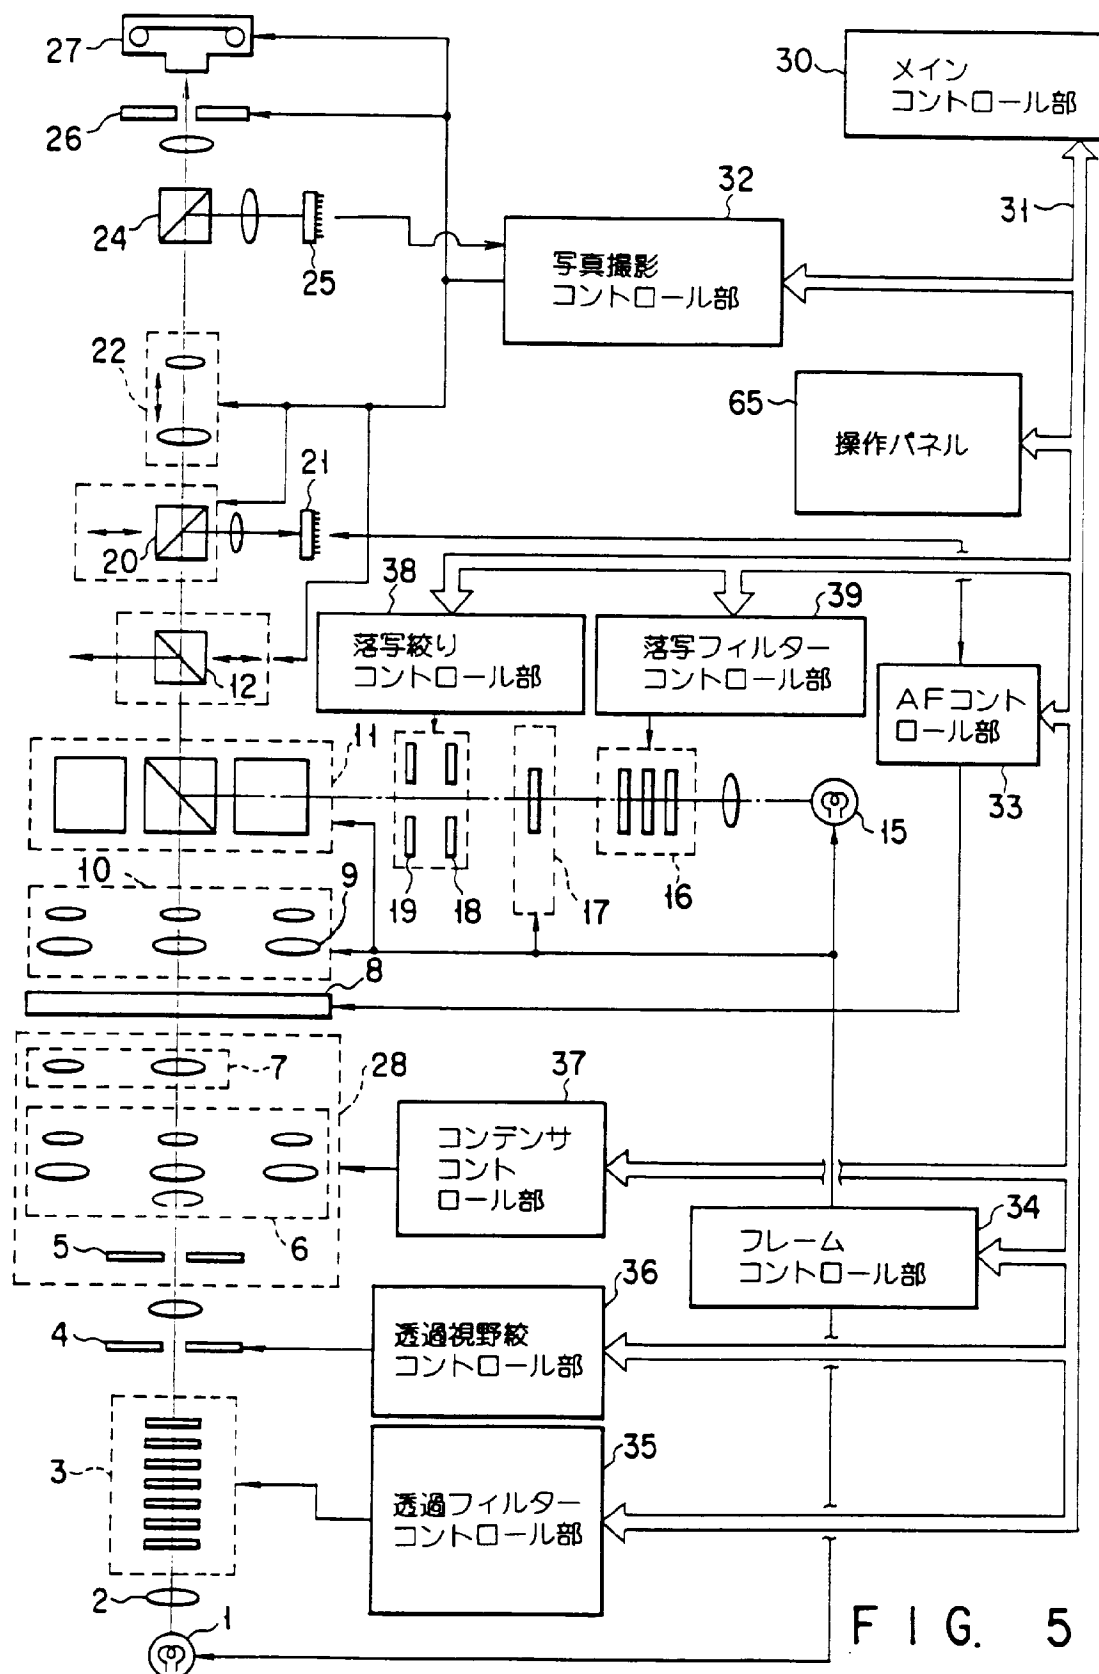 27
26
24
25
22
21
20
12
11
10
9
8
7
28
6
5
4
3
2
1
19
18
17
16
15
30
メイン
コントロール部
31
32
写真撮影
コントロール部
65
操作パネル
38
落写絞り
コントロール部
39
落写フィルター
コントロール部
AFコント
ロール部
33
37
コンデンサ
コント
ロール部
34
フレーム
コントロール部
36
透過視野絞
コントロール部
35
透過フィルター
コントロール部
FIG. 5